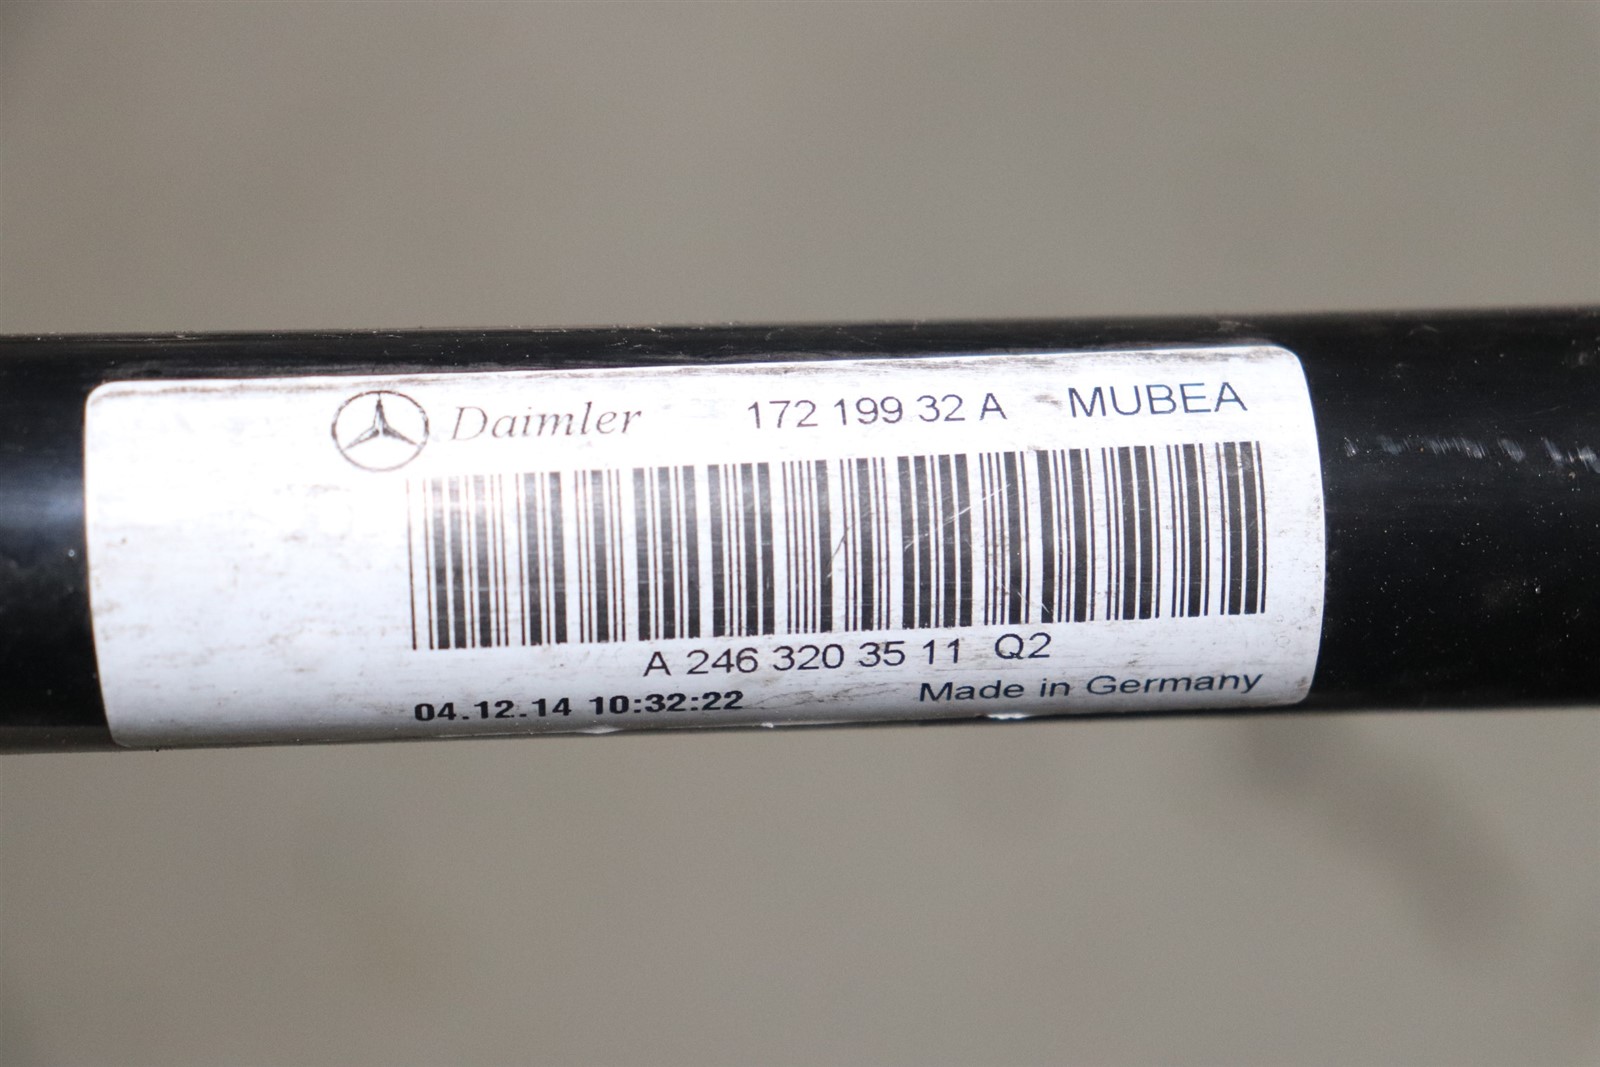 Daimler 172 199 32 A MUBEA
A 246 320 35 11 Q2
04.12.14 10:32:22 Made in Germany